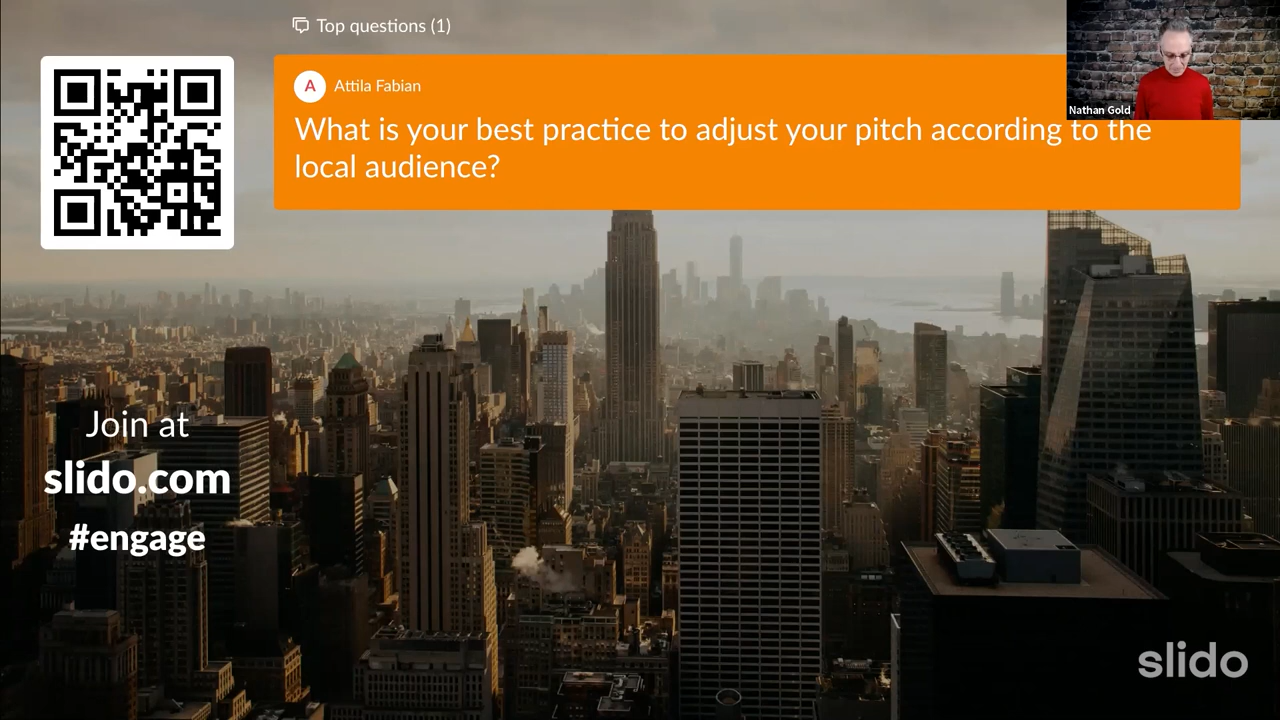 Top questions (1)
A
Attila Fabian
What is your best practice to adjust your pitch according to the
local audience?
Nathan Gold
Join at
slido.com
#engage
slido